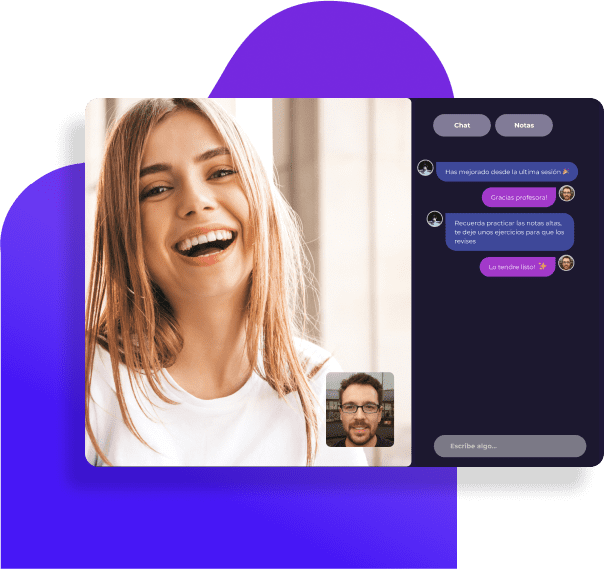 Chat
Notas
Has mejorado desde la ultima sesión 🎉
Gracias profesora!
Recuerda practicar las notas altas,
te deje unos ejercicios para que los
revises
Lo tendre listo! ✨
Escribe algo...